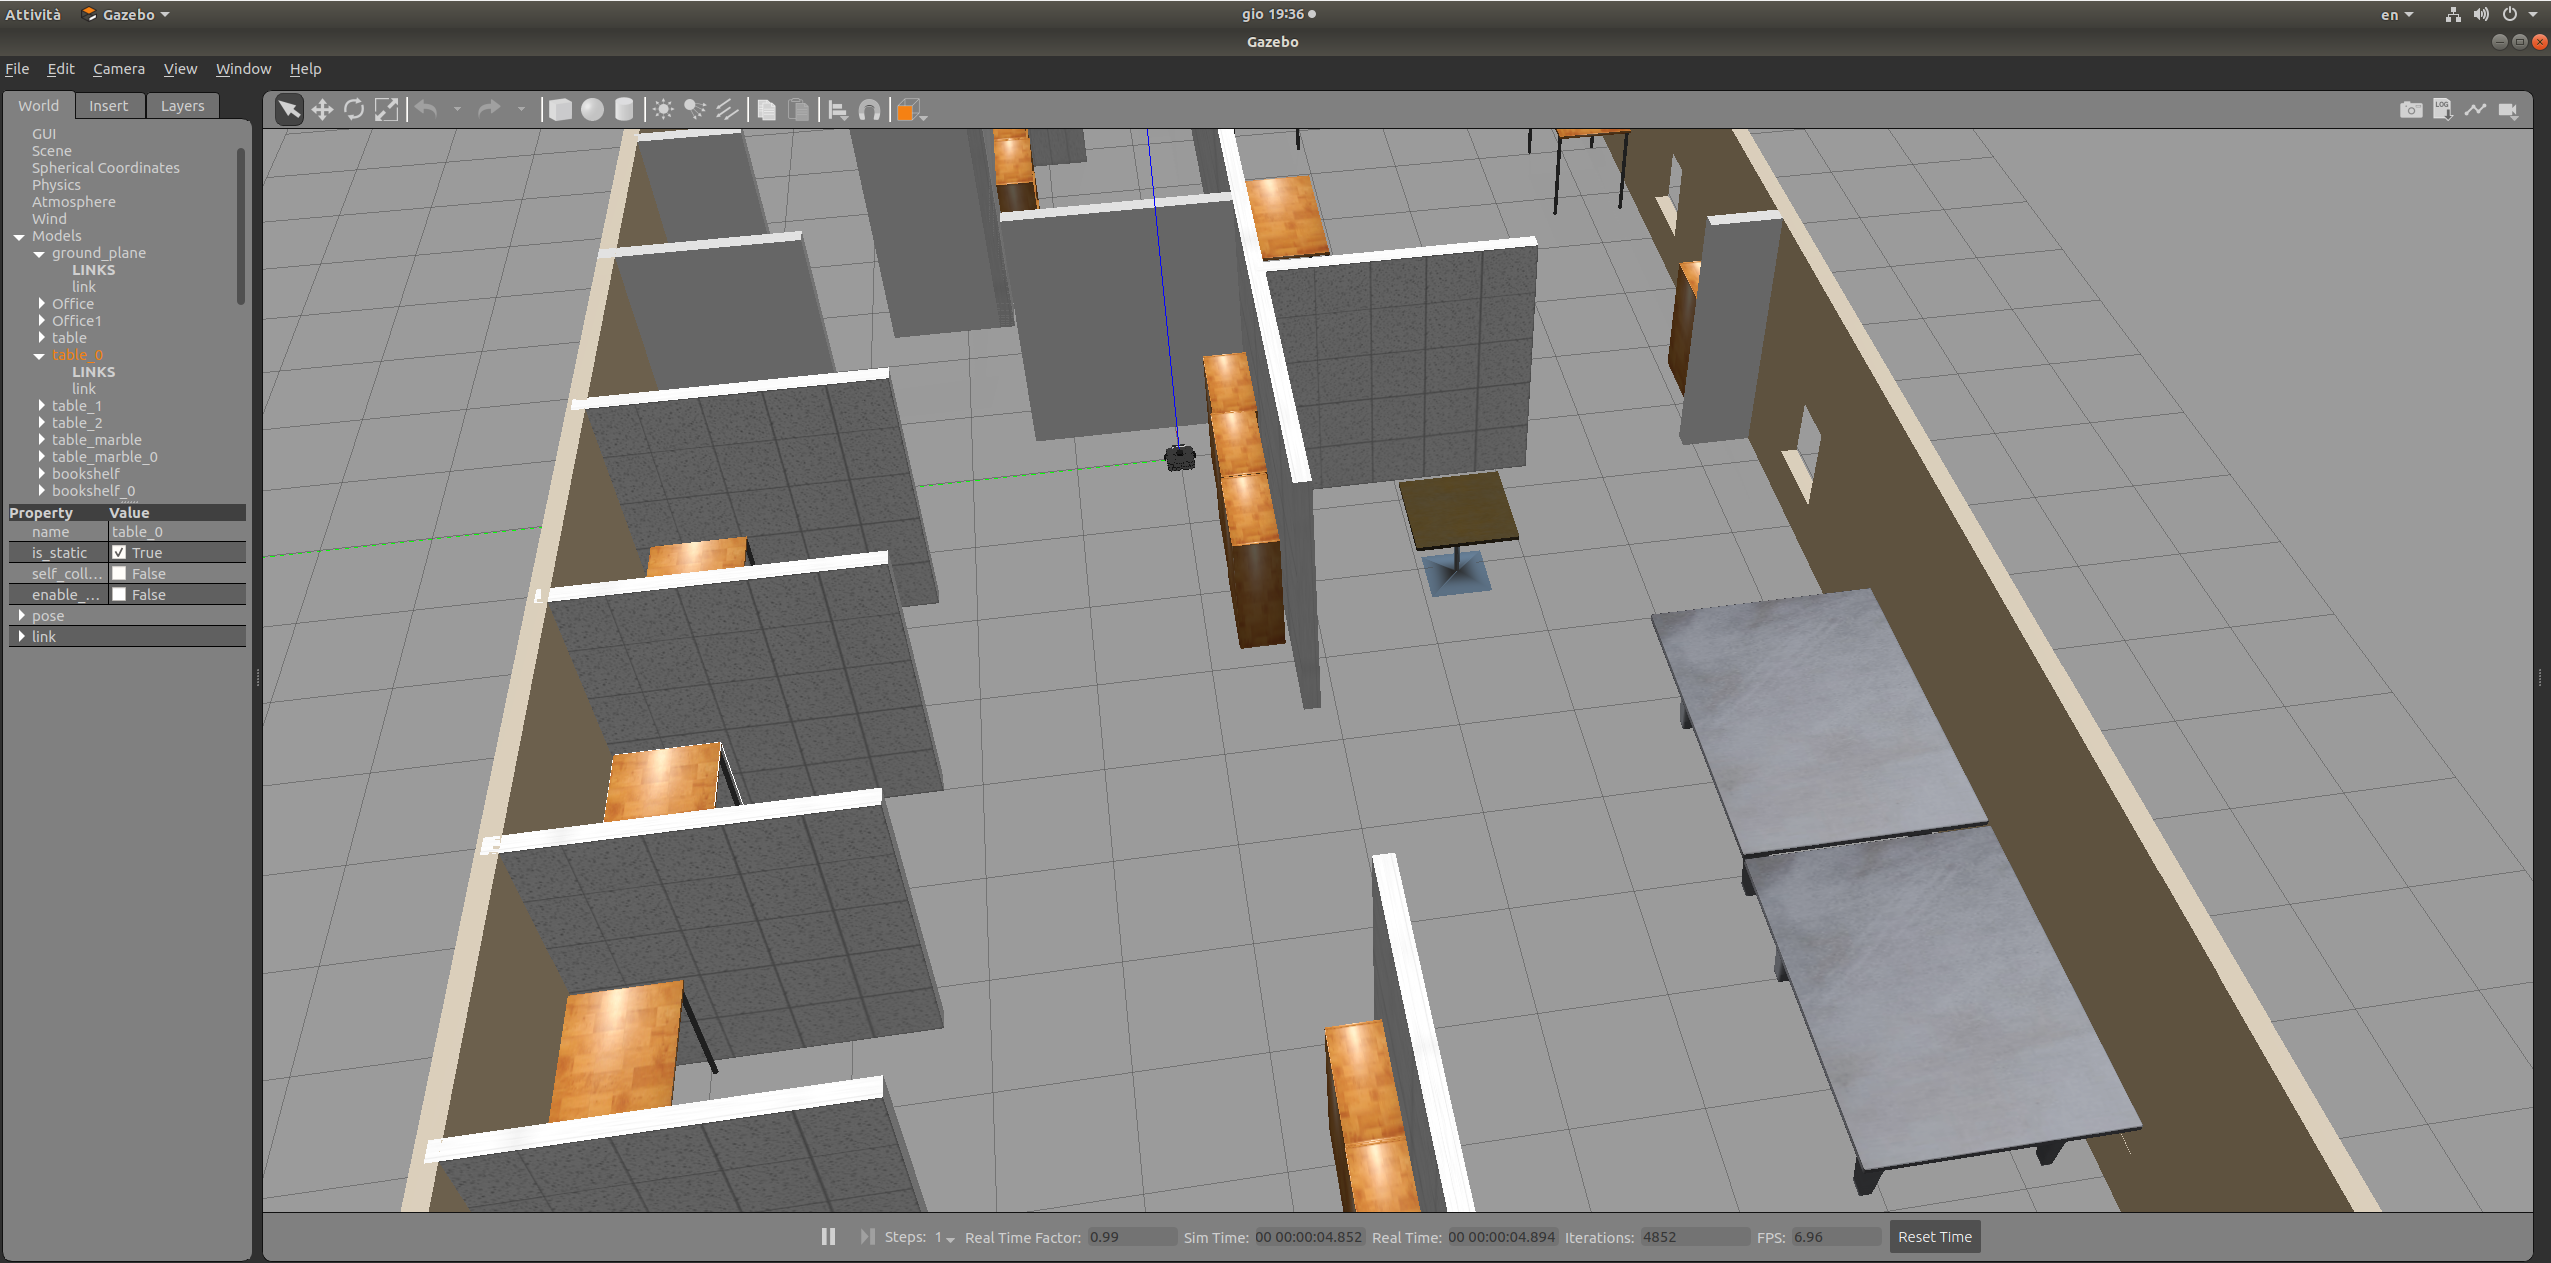 Attività Gazebo gio 19:36 en
Gazebo
File Edit Camera View Window Help
World Insert Layers
LOG
GUI
Scene
Spherical Coordinates
Physics
Atmosphere
Wind
Models
ground_plane
LINKS
link
Office
Office1
table
table_0
LINKS
link
table_1
table_2
table_marble
table_marble_0
bookshelf
bookshelf_0
Property Value
name table_0
is_static True
self_coll... False
enable_... False
pose
link
Steps: 1 Real Time Factor: 0.99 Sim Time: 00 00:00:04.852 Real Time: 00 00:00:04.894 Iterations: 4852 FPS: 6.96 Reset Time